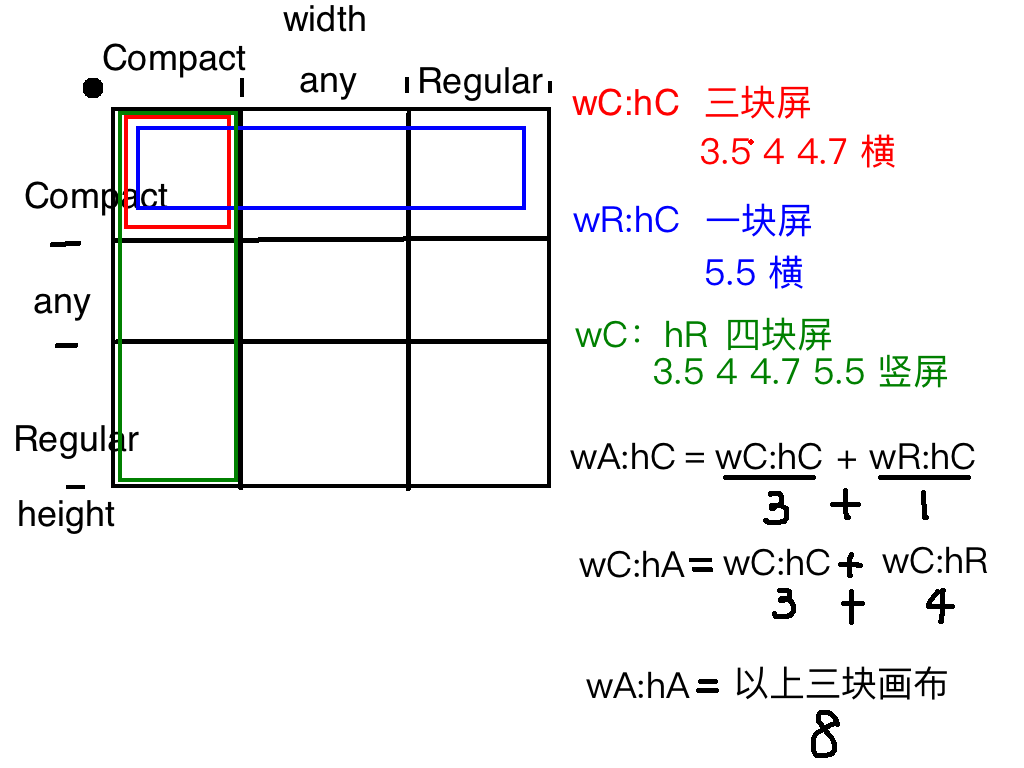 width
Compact
any
Regular
Compact
any
Regular
height
wC:hC 三块屏
3.5 4 4.7 横
wR:hC 一块屏
5.5 横
wC：hR 四块屏
3.5 4 4.7 5.5 竖屏
wA:hC = wC:hC + wR:hC
3 + 1
wC:hA = wC:hC + wC:hR
3 + 4
wA:hA = 以上三块画布
8